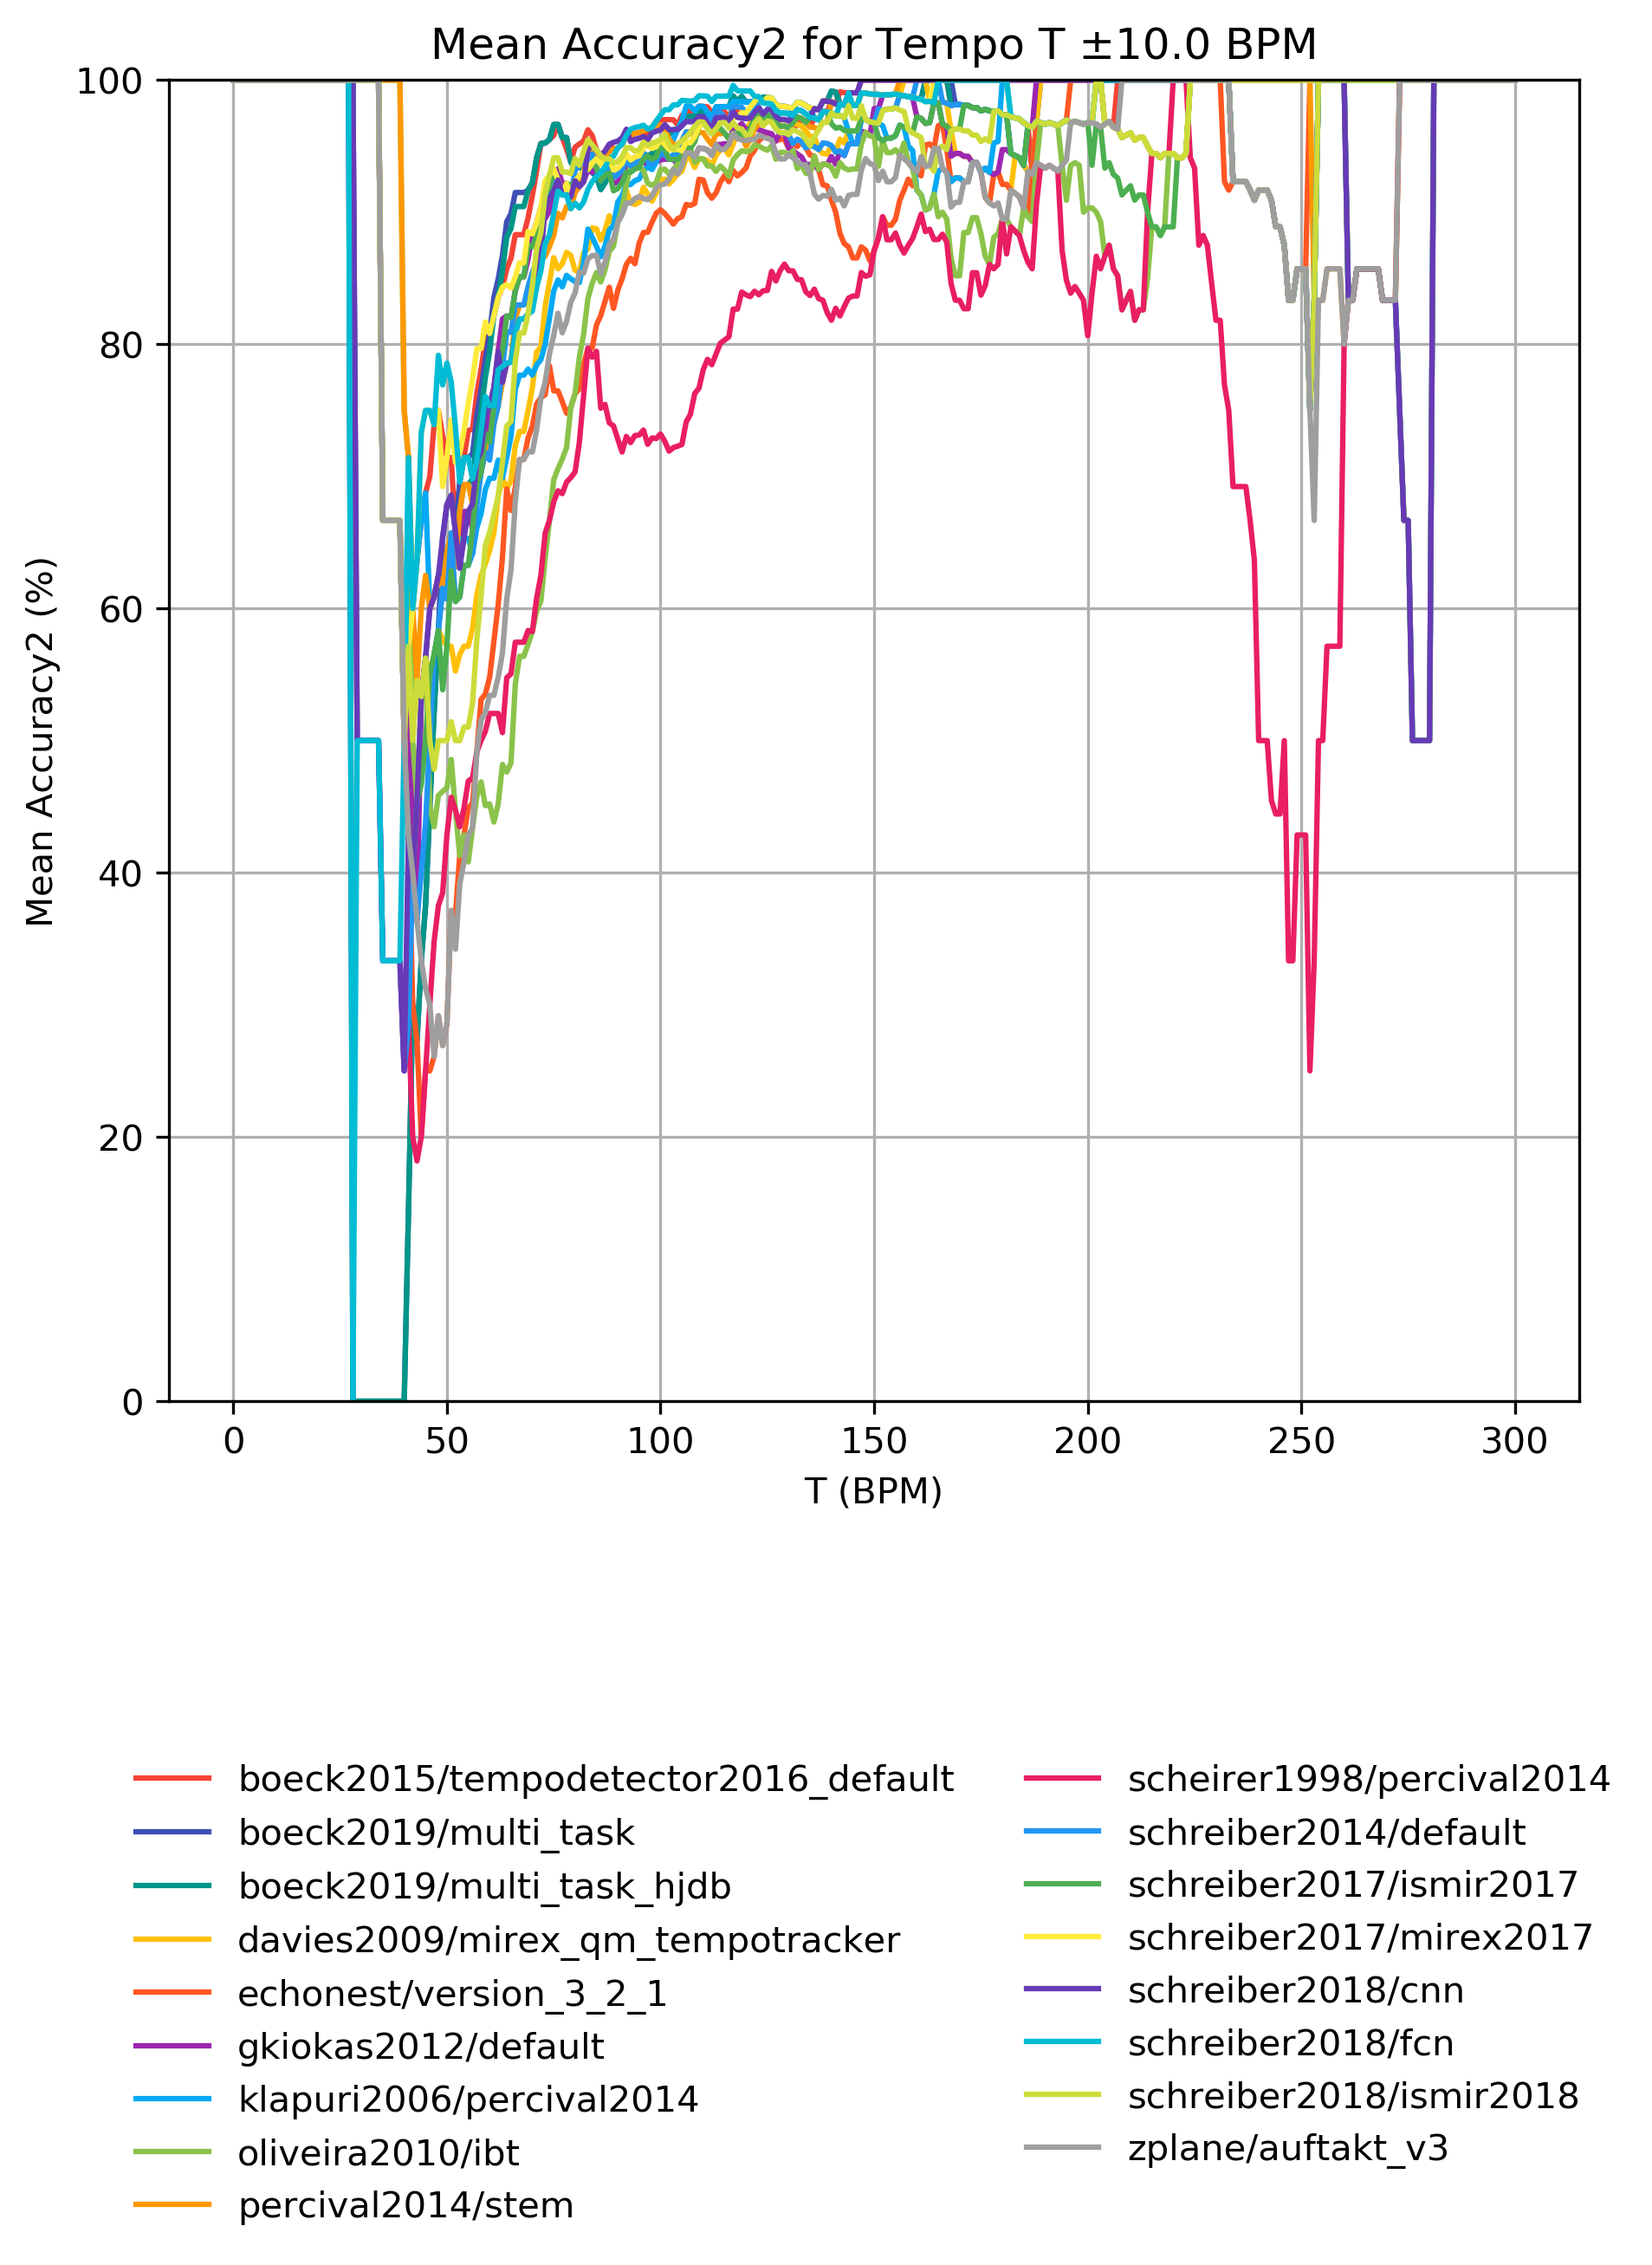 Mean Accuracy2 for Tempo T ±10.0 BPM
Mean Accuracy2 (%)
100
80
60
40
20
0
0 50 100 150 200 250 300
T (BPM)
boeck2015/tempodetector2016_default
boeck2019/multi_task
boeck2019/multi_task_hjdb
davies2009/mirex_qm_tempotracker
echonest/version_3_2_1
gkiokas2012/default
klapuri2006/percival2014
oliveira2010/ibt
percival2014/stem
scheirer1998/percival2014
schreiber2014/default
schreiber2017/ismir2017
schreiber2017/mirex2017
schreiber2018/cnn
schreiber2018/fcn
schreiber2018/ismir2018
zplane/auftakt_v3